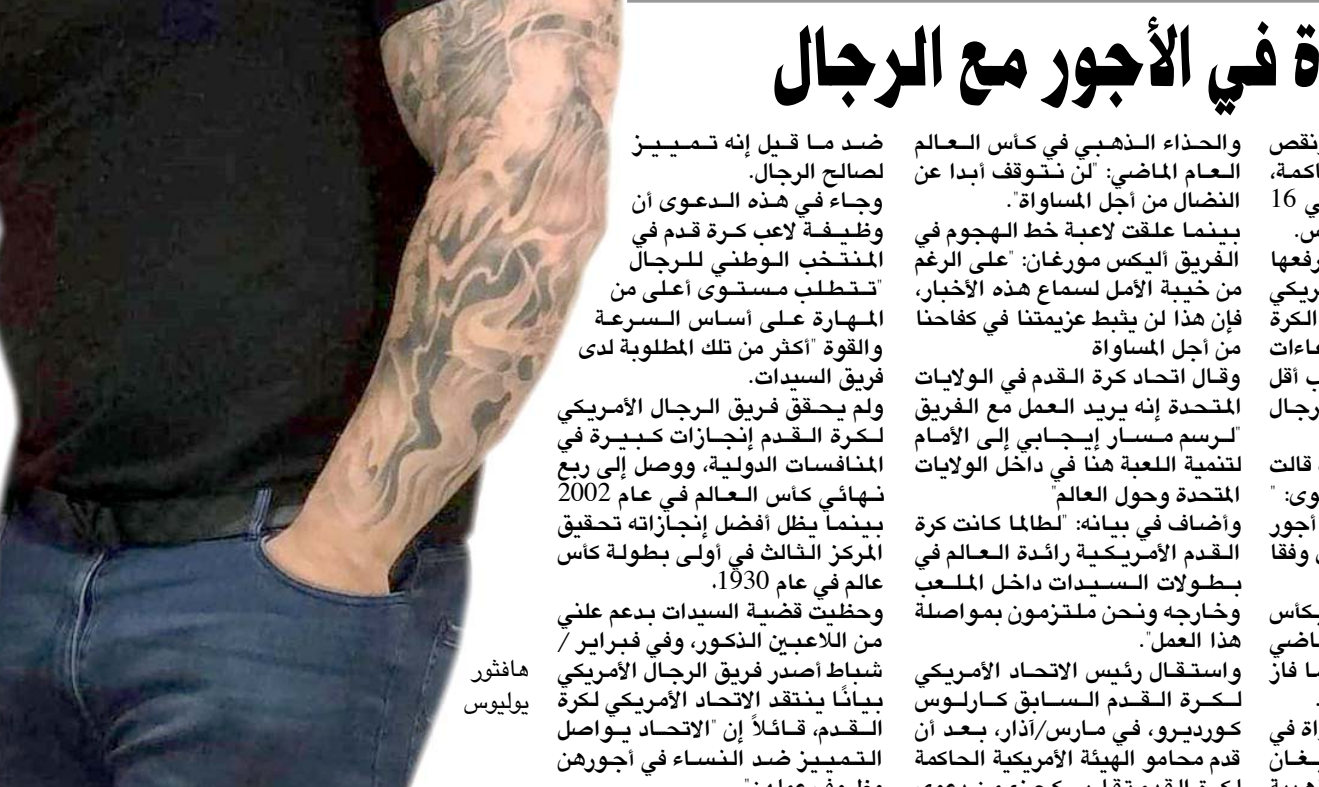 في الأجور مع الرجال
ونقص
في 16
رفعها
الكرة
ب أقل
قالت
أجور
وفقا
والحذاء الذهبي في كأس العالم
العام الماضي: "لن نتوقف أبدا عن
النضال من أجل المساواة".
بينما علقت لاعبة خط الهجوم في
الفريق أليكس مورغان: "على الرغم
من خيبة الأمل لسماع هذه الأخبار،
فإن هذا لن يثبط عزيمتنا في كفاحنا
من أجل المساواة
وقال اتحاد كرة القدم في الولايات
المتحدة إنه يريد العمل مع الفريق
"لرسم مسار إيجابي إلى الأمام
لتنمية اللعبة هنا في داخل الولايات
المتحدة وحول العالم"
وأضاف في بيانه: "لطالما كانت كرة
القدم الأمريكية رائدة العالم في
بطولات السيدات داخل الملعب
وخارجه ونحن ملتزمون بمواصلة
هذا العمل".
واستقال رئيس الاتحاد الأمريكي
لكرة القدم السابق كارلوس
كورديرو، في مارس/آذار، بعد أن
قدم محامو الهيئة الأمريكية الحاكمة
ضد ما قيل إنه تمييز
لصالح الرجال.
وجاء في هذه الدعوى أن
وظيفة لاعب كرة قدم في
المنتخب الوطني للرجال
"تتطلب مستوى أعلى من
المهارة على أساس السرعة
والقوة "أكثر من تلك المطلوبة لدى
فريق السيدات.
ولم يحقق فريق الرجال الأمريكي
لكرة القدم إنجازات كبيرة في
المنافسات الدولية، ووصل إلى ربع
نهائي كأس العالم في عام 2002
بينما يظل أفضل إنجازاته تحقيق
المركز الثالث في أولى بطولة كأس
عالم في عام 1930.
وحظيت قضية السيدات بدعم علني
من اللاعبين الذكور، وفي فبراير /
شباط أصدر فريق الرجال الأمريكي
بيانًا ينتقد الاتحاد الأمريكي لكرة
القدم، قائلاً إن "الاتحاد يواصل
التمييز ضد النساء في أجورهن
هافثور
يوليوس